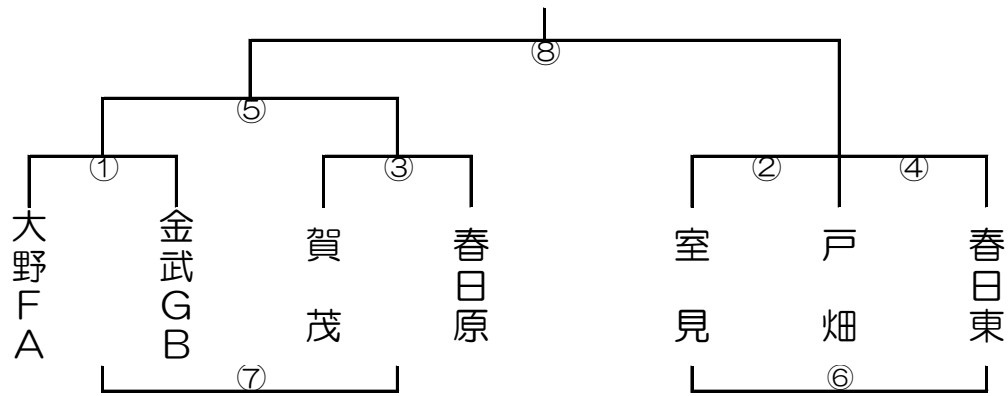 ⑧
⑤
① ③ ② ④
大野FA
金武GB
賀茂
春日原
室見
戸畑
春日東
⑦ ⑥